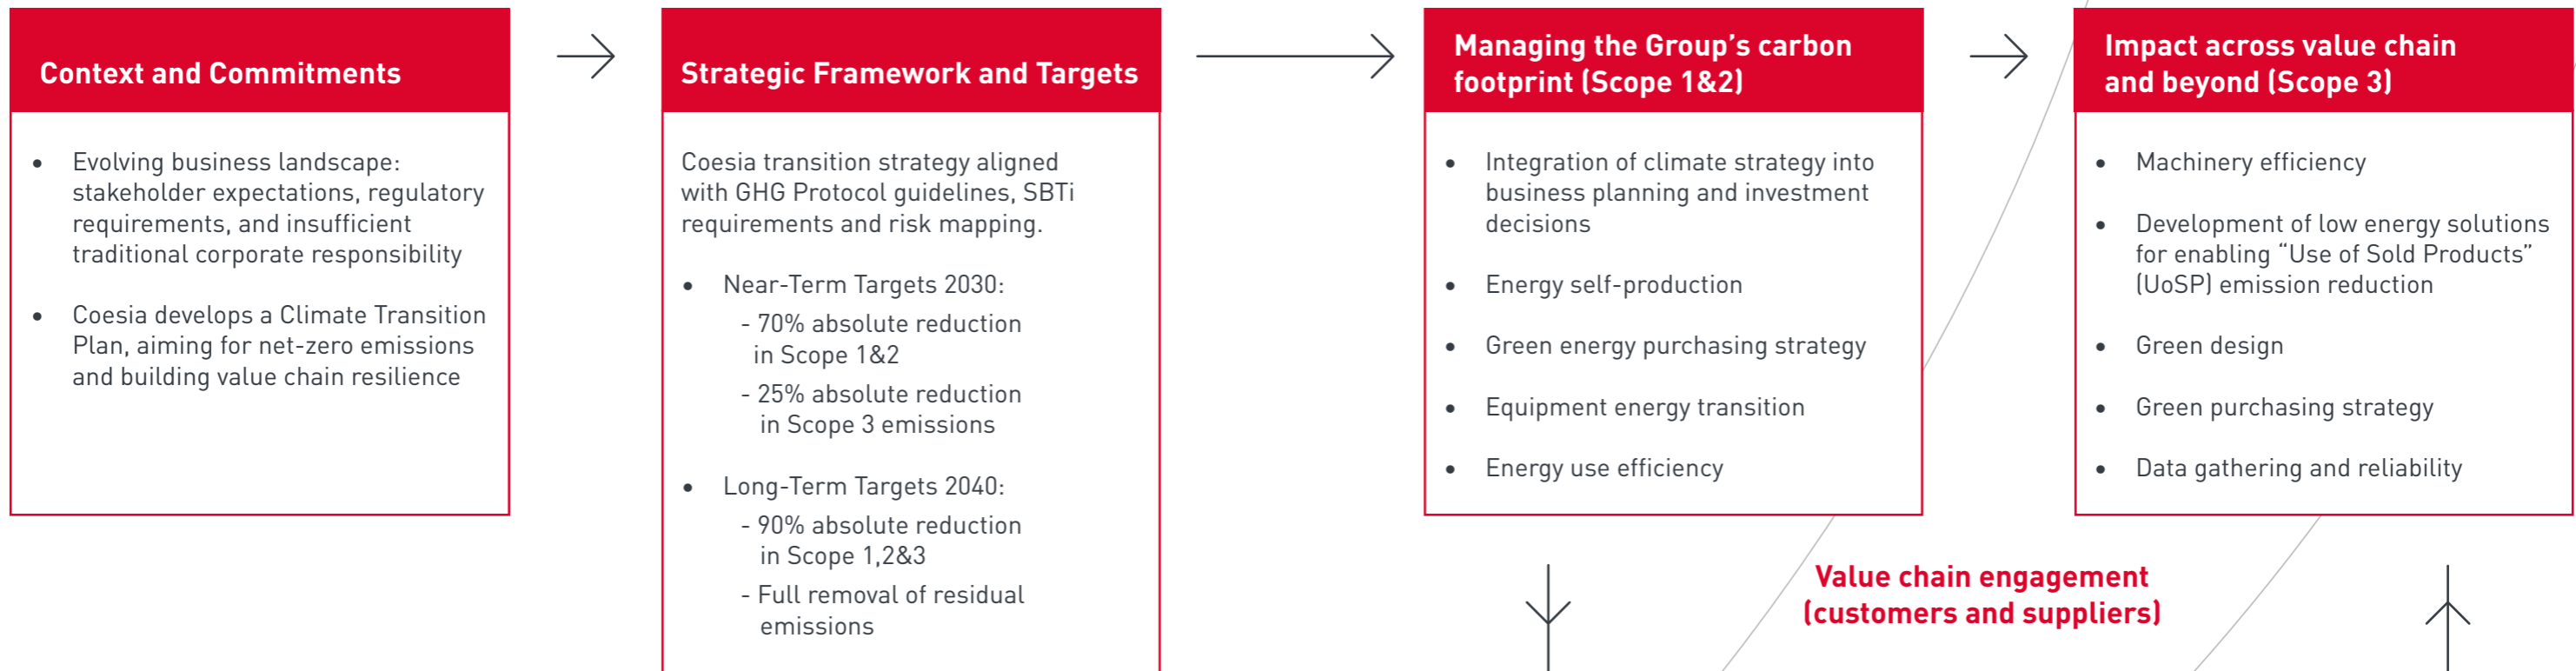 Context and Commitments
• Evolving business landscape:
stakeholder expectations, regulatory
requirements, and insufficient
traditional corporate responsibility
• Coesia develops a Climate Transition
Plan, aiming for net-zero emissions
and building value chain resilience
Strategic Framework and Targets
Coesia transition strategy aligned
with GHG Protocol guidelines, SBTi
requirements and risk mapping.
• Near-Term Targets 2030:
- 70% absolute reduction
in Scope 1&2
- 25% absolute reduction
in Scope 3 emissions
• Long-Term Targets 2040:
- 90% absolute reduction
in Scope 1,2&3
- Full removal of residual
emissions
Managing the Group’s carbon
footprint (Scope 1&2)
• Integration of climate strategy into
business planning and investment
decisions
• Energy self-production
• Green energy purchasing strategy
• Equipment energy transition
• Energy use efficiency
Impact across value chain
and beyond (Scope 3)
• Machinery efficiency
• Development of low energy solutions
for enabling “Use of Sold Products”
(UoSP) emission reduction
• Green design
• Green purchasing strategy
• Data gathering and reliability
Value chain engagement
(customers and suppliers)